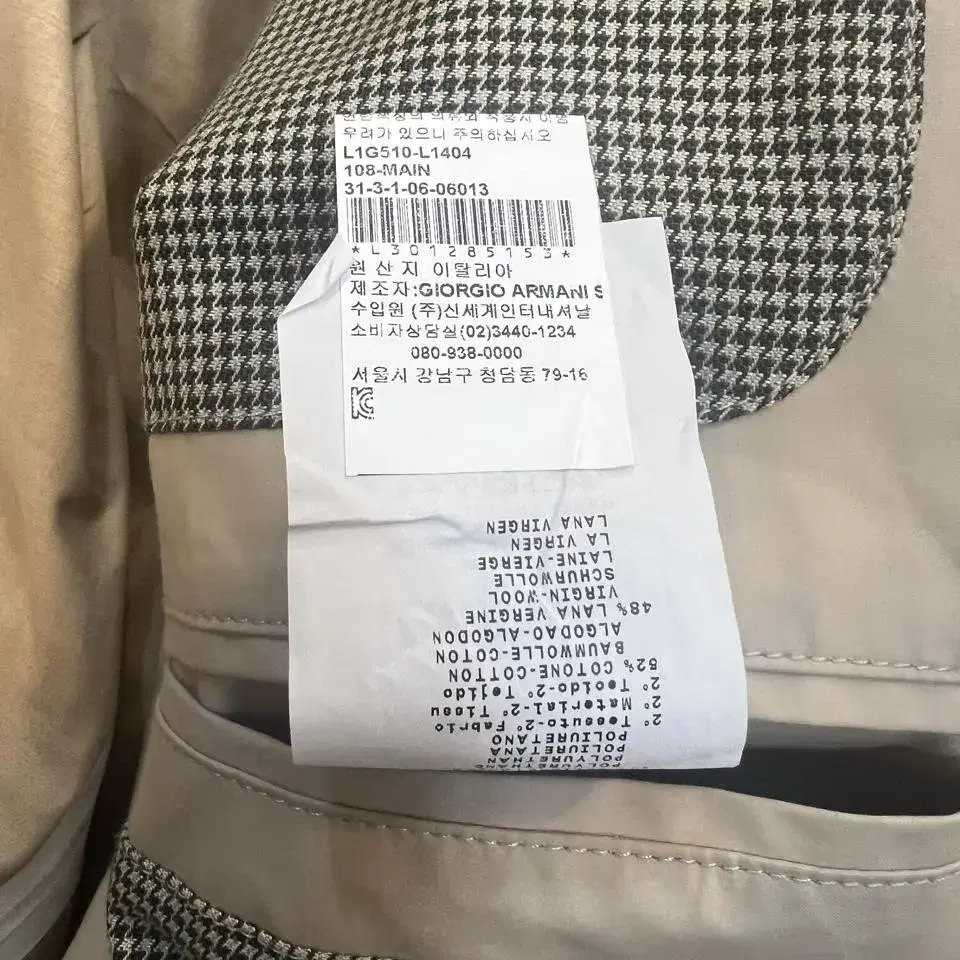 우려가 있으니 주의하십시오
L1G510-L1404
108-MAIN
31-3-1-06-06013
*L301285153*
원산지 이탈리아
제조자:GIORGIO ARMANI S
수입원 (주)신세계인터내셔날
소비자상담실(02)3440-1234
080-938-0000
서울시 강남구 청담동 79-16
POLYURETHAN
POLIURETANA
POLIURETANO
2° Tessuto-2° Fabric
2° Material-2° Tissu
2° Tecido-2° Tejido
52% COTONE-COTTON
BAUMWOLLE-COTON
ALGODAO-ALGODON
48% LANA VERGINE
VIRGIN-WOOL
SCHURWOLLE
LAINE-VIERGE
LA VIRGEN
LANA VIRGEN